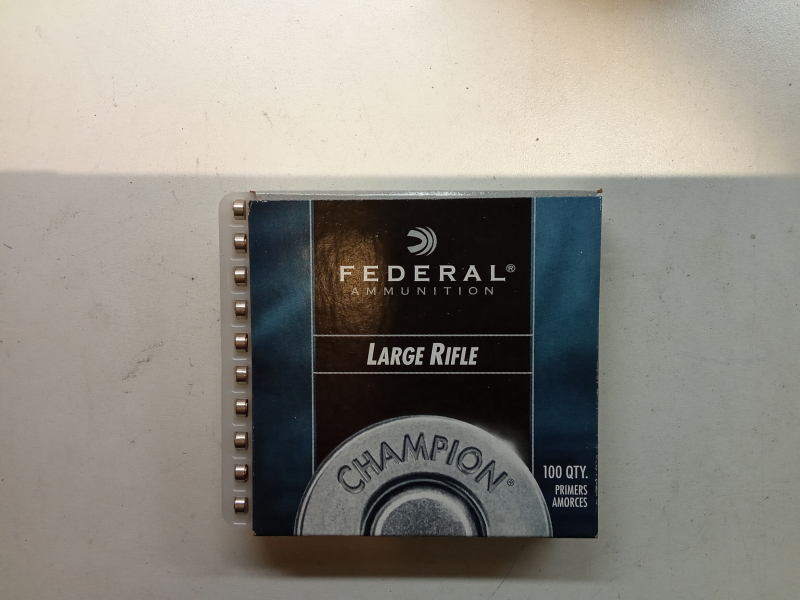 FEDERAL®
AMMUNITION
LARGE RIFLE
CHAMPION®
100 QTY.
PRIMERS
AMORCES